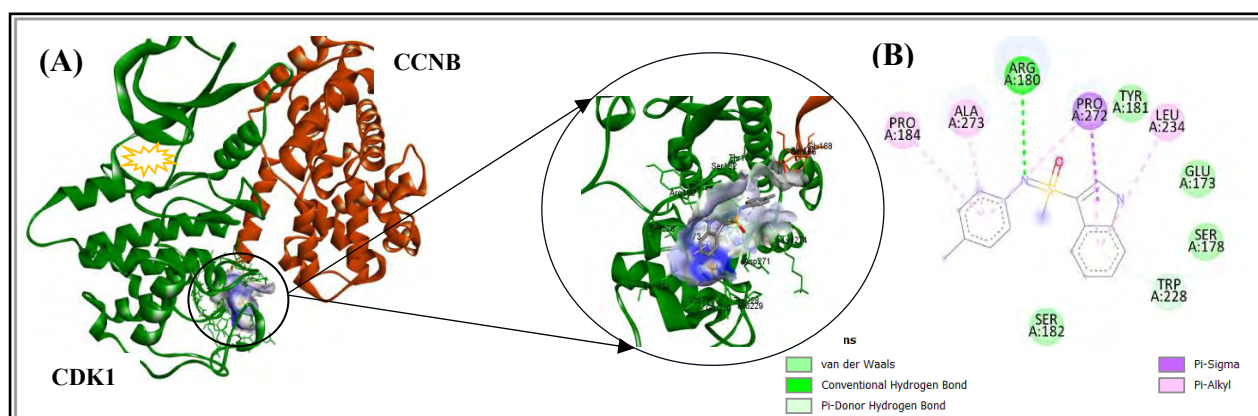 (A)
CCNB
CDK1
(B)
ARG
A:180
PRO
A:184
ALA
A:273
PRO
A:272
TYR
A:181
LEU
A:234
GLU
A:173
SER
A:178
TRP
A:228
SER
A:182
O
N
N
ns
van der Waals
Conventional Hydrogen Bond
Pi-Donor Hydrogen Bond
Pi-Sigma
Pi-Alkyl